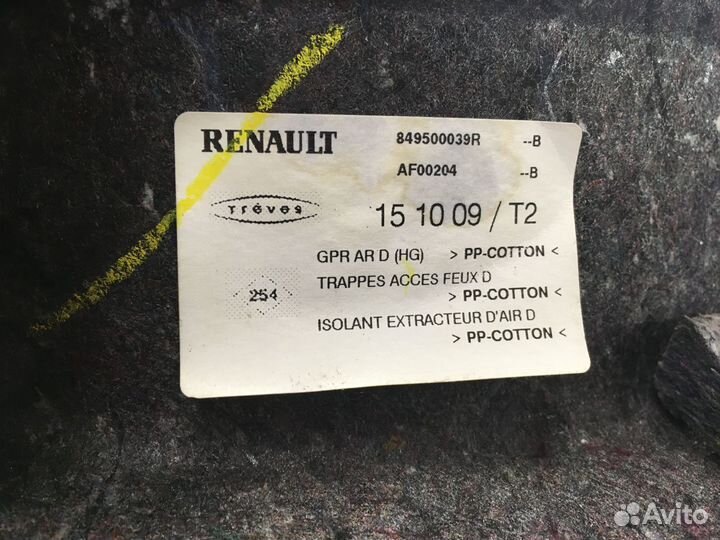 RENAULT 849500039R --B
AF00204 --B
Trèves 15 10 09 / T2
GPR AR D (HG) > PP-COTTON <
254 TRAPPES ACCES FEUX D
> PP-COTTON <
ISOLANT EXTRACTEUR D'AIR D
> PP-COTTON <
Avito